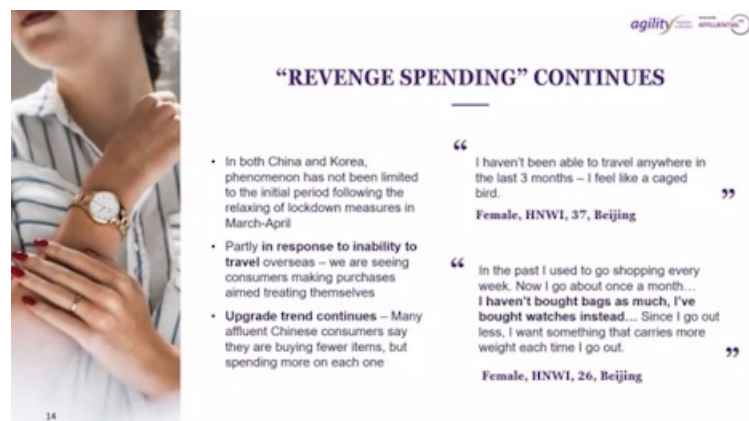 agility
AFFLUENTIAL
“REVENGE SPENDING” CONTINUES
• In both China and Korea,
phenomenon has not been limited
to the initial period following the
relaxing of lockdown measures in
March-April
• Partly in response to inability to
travel overseas – we are seeing
consumers making purchases
aimed treating themselves
• Upgrade trend continues – Many
affluent Chinese consumers say
they are buying fewer items, but
spending more on each one
“
I haven’t been able to travel anywhere in
the last 3 months – I feel like a caged
bird.
”
Female, HNWI, 37, Beijing
“
In the past I used to go shopping every
week. Now I go about once a month...
I haven’t bought bags as much, I’ve
bought watches instead... Since I go out
less, I want something that carries more
weight each time I go out.
”
Female, HNWI, 26, Beijing
14